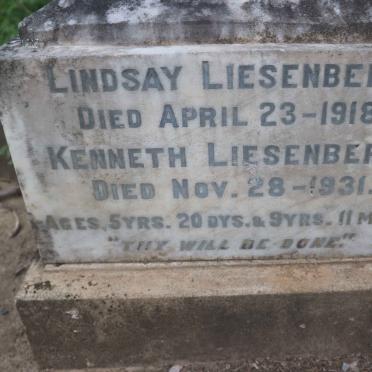 LINDSAY LIESENBE
DIED APRIL 23-1918
KENNETH LIESENBER
DIED NOV. 28-1931.
AGES, 5YRS. 20 DYS. & 9YRS. 11 M
"THY WILL BE DONE."